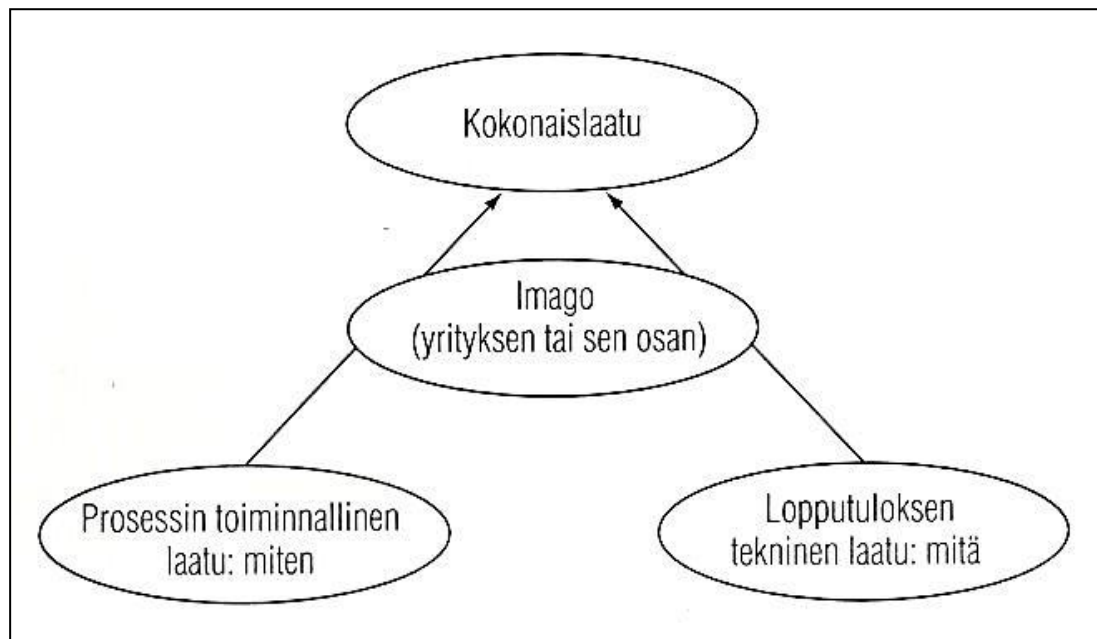 Kokonaislaatu
Imago
(yrityksen tai sen osan)
Prosessin toiminnallinen
laatu: miten
Lopputuloksen
tekninen laatu: mitä